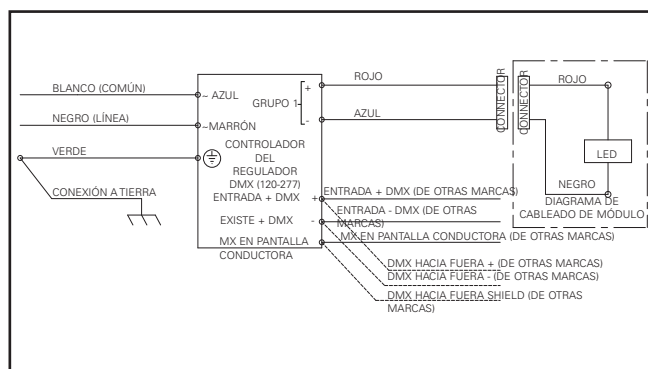 BLANCO (COMÚN)
NEGRO (LÍNEA)
VERDE
CONEXIÓN A TIERRA
~ AZUL
GRUPO 1
+
-
~MARRÓN
CONTROLADOR
DEL
REGULADOR
DMX (120-277)
ENTRADA + DMX +
EXISTE + DMX -
MX EN PANTALLA
CONDUCTORA
ROJO
AZUL
CONNECTOR
CONNECTOR
ROJO
LED
NEGRO
DIAGRAMA DE
CABLEADO DE MÓDULO
ENTRADA + DMX (DE OTRAS MARCAS)
ENTRADA - DMX (DE OTRAS
MARCAS)
MX EN PANTALLA CONDUCTORA (DE OTRAS MARCAS)
DMX HACIA FUERA + (DE OTRAS MARCAS)
DMX HACIA FUERA - (DE OTRAS MARCAS)
DMX HACIA FUERA SHIELD (DE OTRAS
MARCAS)